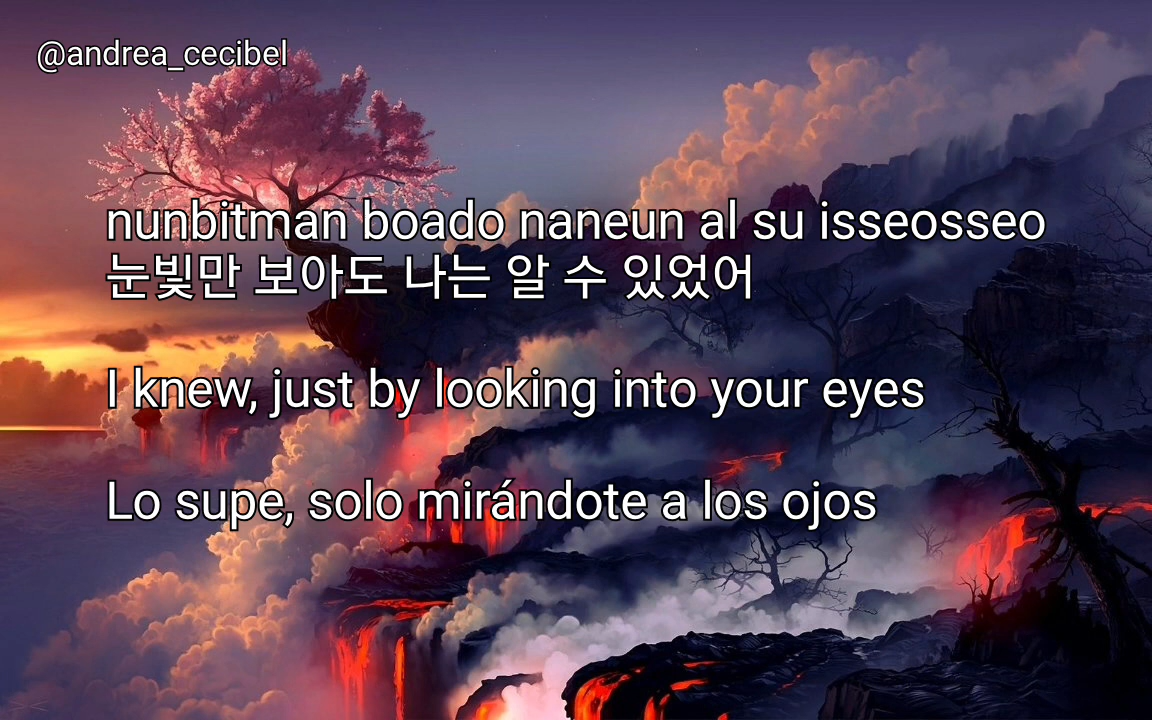 @andrea_cecibel
nunbitman boado naneun al su isseosseo
눈빛만 보아도 나는 알 수 있었어
I knew, just by looking into your eyes
Lo supe, solo mirándote a los ojos